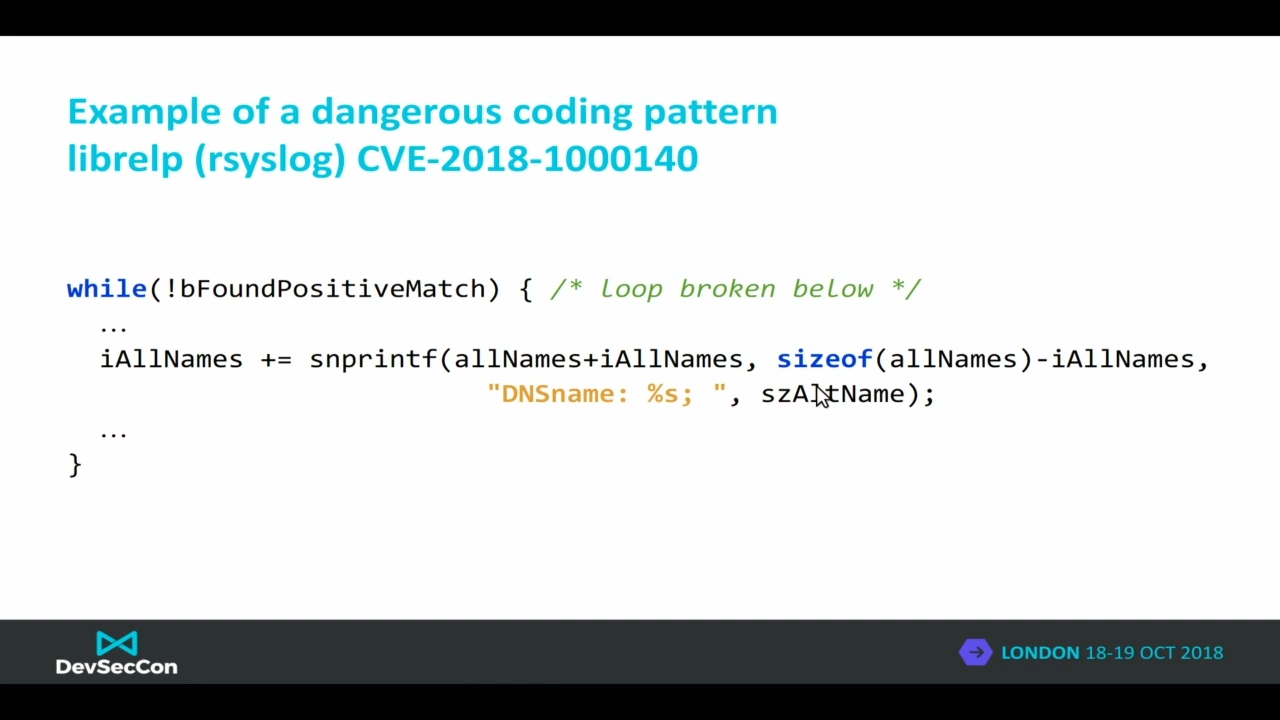 Example of a dangerous coding pattern
librelp (rsyslog) CVE-2018-1000140
while(!bFoundPositiveMatch) { /* loop broken below */
...
iAllNames += snprintf(allNames+iAllNames, sizeof(allNames)-iAllNames,
"DNSname: %s; ", szAltName);
...
}
DevSecCon
LONDON 18-19 OCT 2018